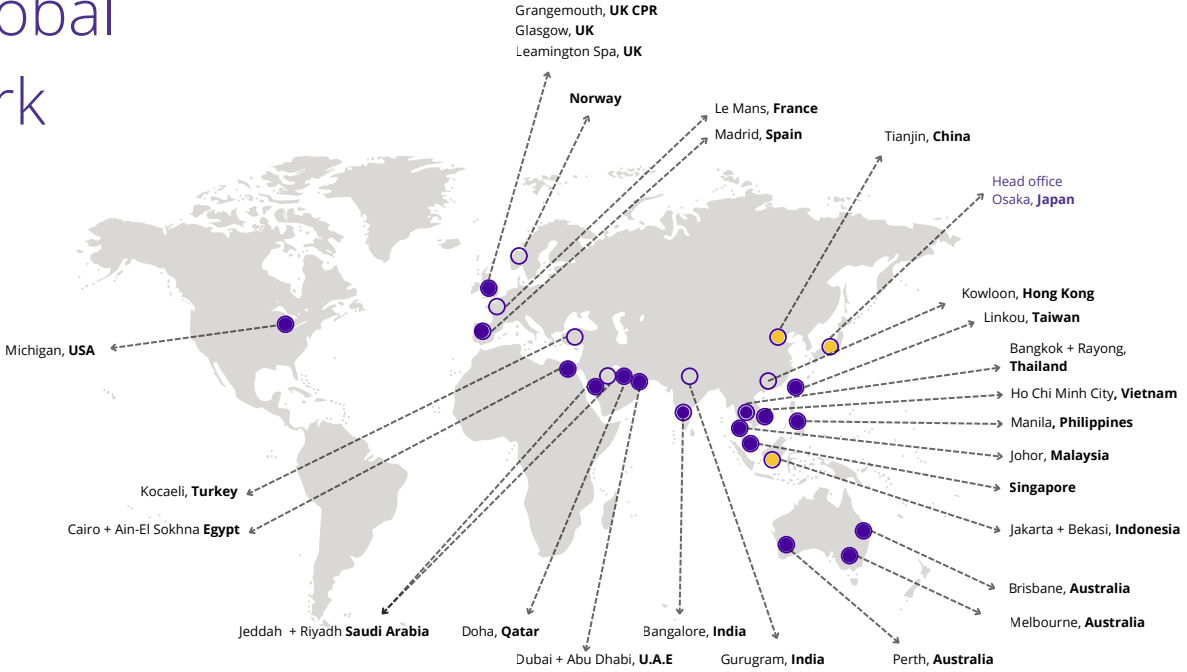 obal
rk
Grangemouth, UK CPR
Glasgow, UK
Leamington Spa, UK
Norway
Le Mans, France
Madrid, Spain
Tianjin, China
Head office
Osaka, Japan
Kowloon, Hong Kong
Linkou, Taiwan
Bangkok + Rayong,
Thailand
Ho Chi Minh City, Vietnam
Manila, Philippines
Johor, Malaysia
Singapore
Jakarta + Bekasi, Indonesia
Brisbane, Australia
Melbourne, Australia
Perth, Australia
Michigan, USA
Kocaeli, Turkey
Cairo + Ain-El Sokhna Egypt
Jeddah + Riyadh Saudi Arabia
Doha, Qatar
Dubai + Abu Dhabi, U.A.E
Bangalore, India
Gurugram, India